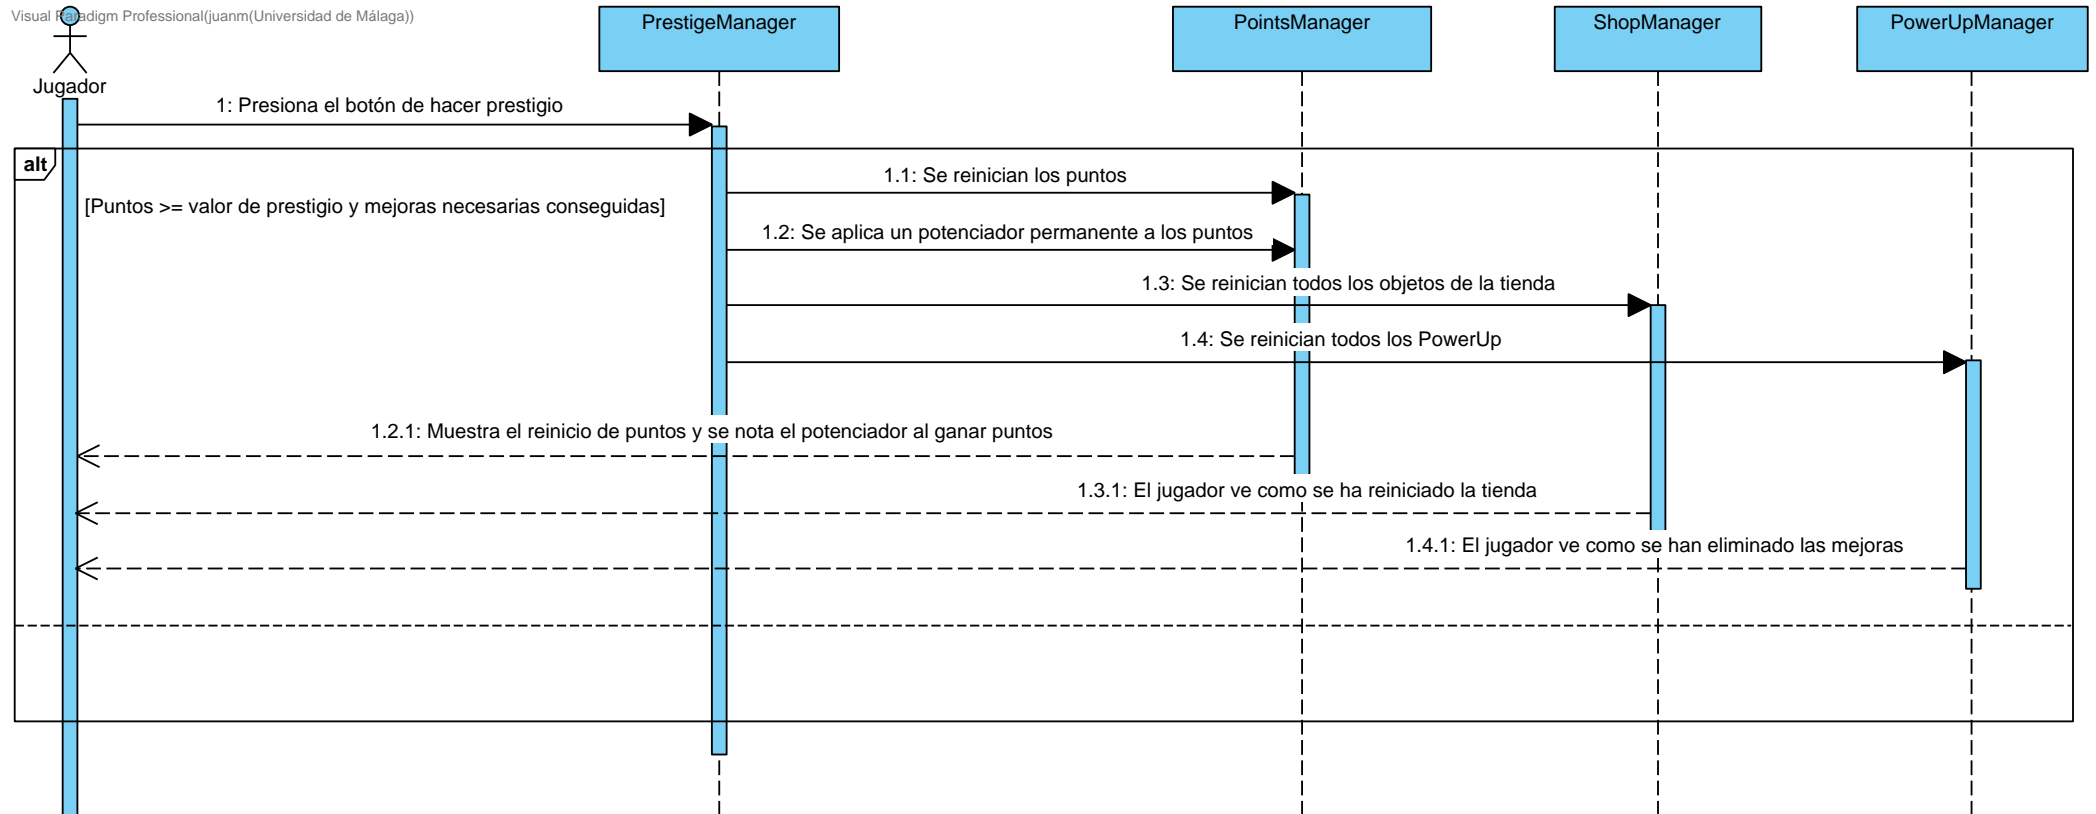 Visual Paradigm Professional(juanm(Universidad de Málaga))
PrestigeManager
PointsManager
ShopManager
PowerUpManager
Jugador
1: Presiona el botón de hacer prestigio
alt
1.1: Se reinician los puntos
[Puntos >= valor de prestigio y mejoras necesarias conseguidas]
1.2: Se aplica un potenciador permanente a los puntos
1.3: Se reinician todos los objetos de la tienda
1.4: Se reinician todos los PowerUp
1.2.1: Muestra el reinicio de puntos y se nota el potenciador al ganar puntos
1.3.1: El jugador ve como se ha reiniciado la tienda
1.4.1: El jugador ve como se han eliminado las mejoras